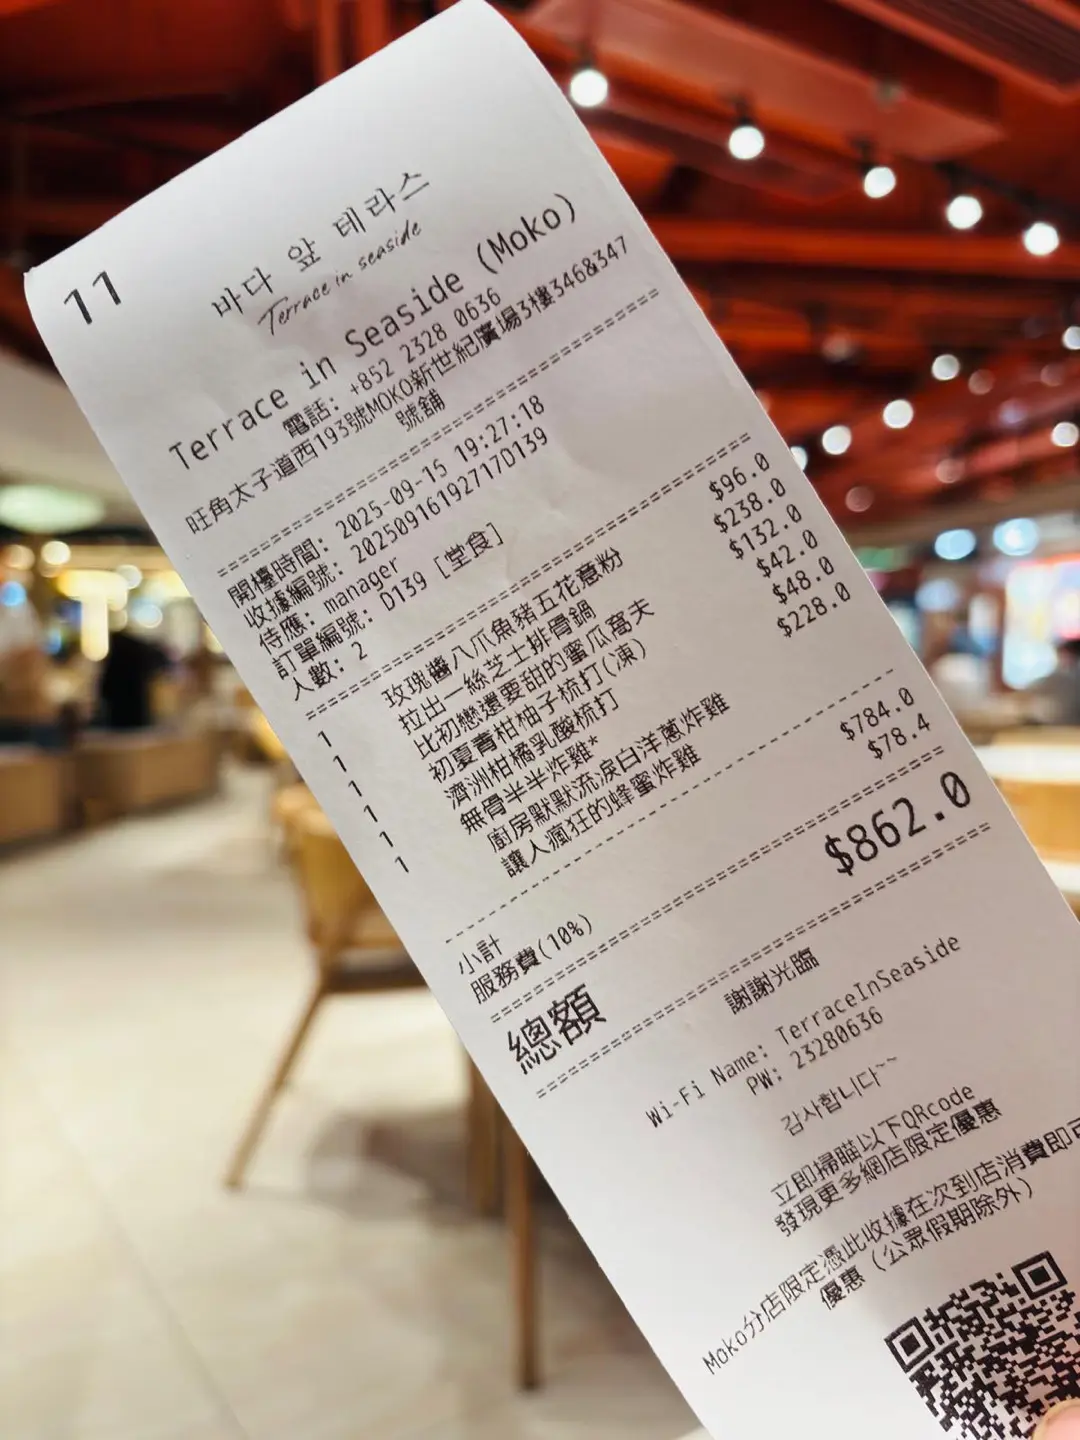 11
바다 앞 테라스
Terrace in seaside
Terrace in Seaside (Moko)
電話: +852 2328 0636
旺角太子道西193號MOKO新世紀廣場3樓346&347
號舖
開檯時間: 2025-09-15 19:27:18
收據編號: 20250916192717D139
侍應: manager
訂單編號: D139 [堂食]
人數: 2
1 玫瑰醬八爪魚豬五花意粉 $96.0
1 拉出一絲芝士排骨鍋 $238.0
1 比初戀還要甜的蜜瓜窩夫 $132.0
1 初夏青柑柚子梳打(凍) $42.0
1 濟洲柑橘乳酸梳打 $48.0
1 無骨半半炸雞* $228.0
廚房默默流淚白洋蔥炸雞
讓人瘋狂的蜂蜜炸雞
小計 $784.0
服務費(10%) $78.4
總額 $862.0
謝謝光臨
Wi-Fi Name: TerraceInSeaside
PW: 23280636
감사합니다~~
立即掃瞄以下QRcode
發現更多網店限定優惠
Moko分店限定憑此收據在次到店消費即可
優惠 (公眾假期除外)